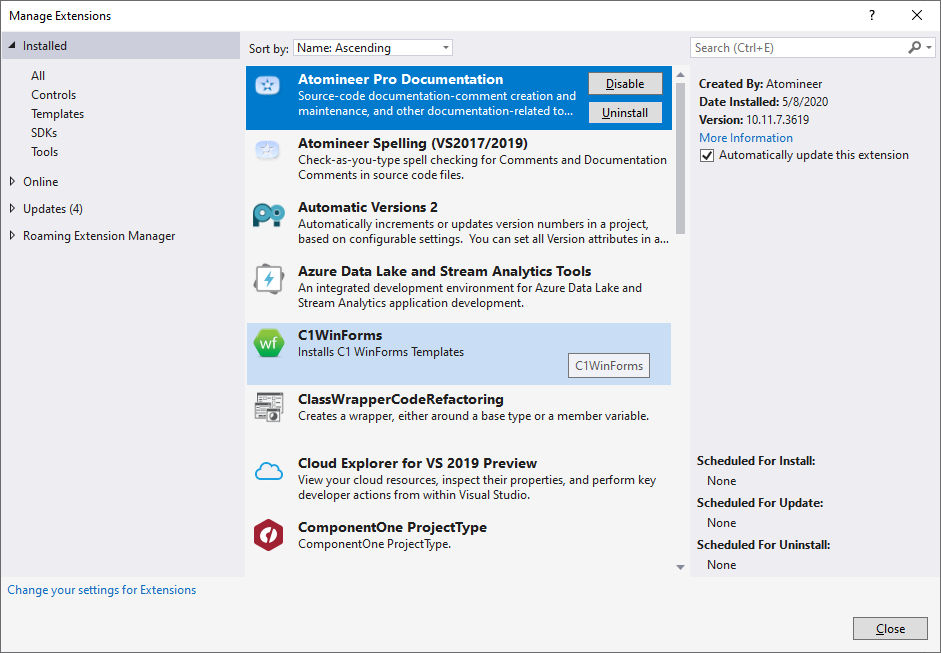 Manage Extensions
?
Installed
All
Controls
Templates
SDKs
Tools
Online
Updates (4)
Roaming Extension Manager
Sort by: Name: Ascending
Atomineer Pro Documentation
Source-code documentation-comment creation and
maintenance, and other documentation-related to...
Disable
Uninstall
Atomineer Spelling (VS2017/2019)
Check-as-you-type spell checking for Comments and Documentation
Comments in source code files.
Automatic Versions 2
Automatically increments or updates version numbers in a project,
based on configurable settings.  You can set all Version attributes in a...
Azure Data Lake and Stream Analytics Tools
An integrated development environment for Azure Data Lake and
Stream Analytics application development.
wf
C1WinForms
Installs C1 WinForms Templates
C1WinForms
ClassWrapperCodeRefactoring
Creates a wrapper, either around a base type or a member variable.
Cloud Explorer for VS 2019 Preview
View your cloud resources, inspect their properties, and perform key
developer actions from within Visual Studio.
ComponentOne ProjectType
ComponentOne ProjectType.
Search (Ctrl+E)
Created By: Atomineer
Date Installed: 5/8/2020
Version: 10.11.7.3619
More Information
Automatically update this extension
Scheduled For Install:
None
Scheduled For Update:
None
Scheduled For Uninstall:
None
Change your settings for Extensions
Close